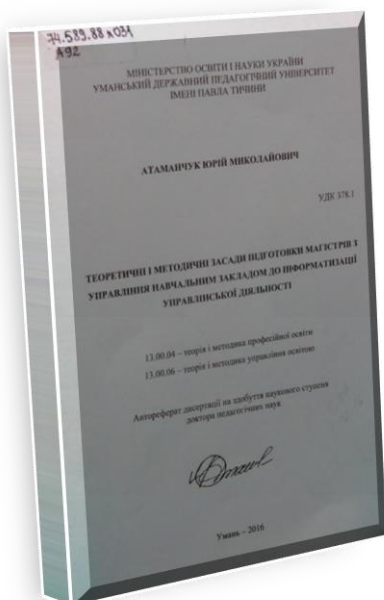 74.589.88 я 031
А92
МІНІСТЕРСТВО ОСВІТИ І НАУКИ УКРАЇНИ
УМАНСЬКИЙ ДЕРЖАВНИЙ ПЕДАГОГІЧНИЙ УНІВЕРСИТЕТ
ІМЕНІ ПАВЛА ТИЧИНИ
АТАМАНЧУК ЮРІЙ МИКОЛАЙОВИЧ
УДК 378.1
ТЕОРЕТИЧНІ І МЕТОДИЧНІ ЗАСАДИ ПІДГОТОВКИ МАГІСТРІВ З
УПРАВЛІННЯ НАВЧАЛЬНИМ ЗАКЛАДОМ ДО ІНФОРМАТИЗАЦІЇ
УПРАВЛІНСЬКОЇ ДІЯЛЬНОСТІ
13.00.04 – теорія і методика професійної освіти
13.00.06 – теорія і методика управління освітою
Автореферат дисертації на здобуття наукового ступеня
доктора педагогічних наук
Умань – 2016